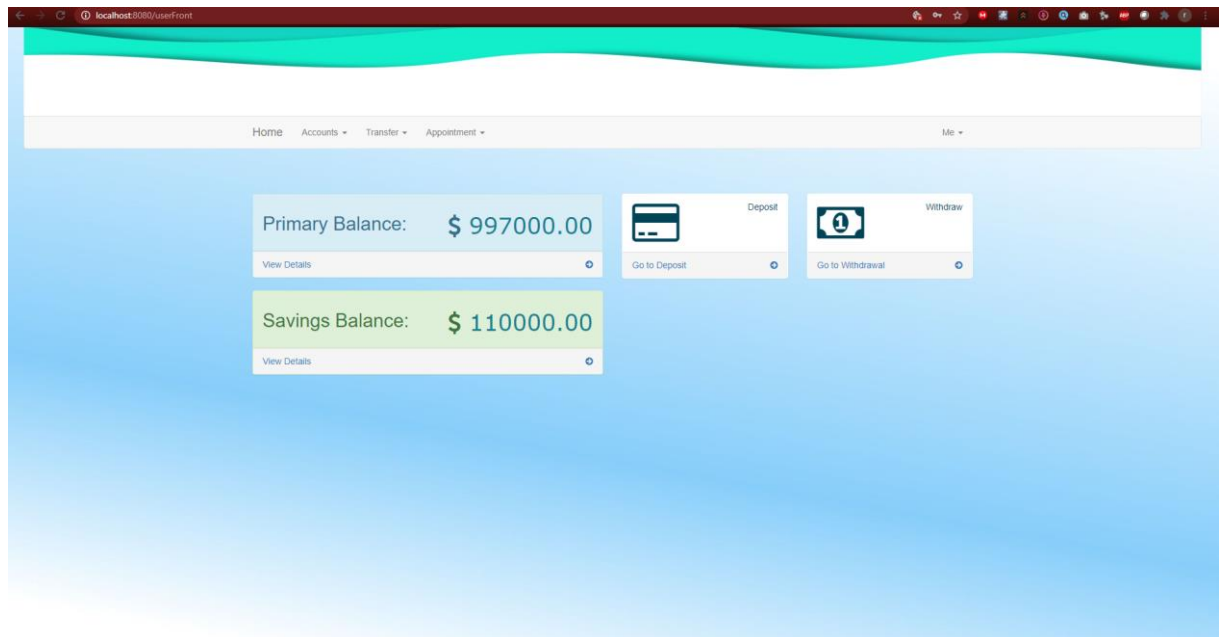 localhost:8080/userFront
Home Accounts Transfer Appointment Me
Primary Balance: $ 997000.00
View Details
Deposit
Go to Deposit
Withdraw
Go to Withdrawal
Savings Balance: $ 110000.00
View Details